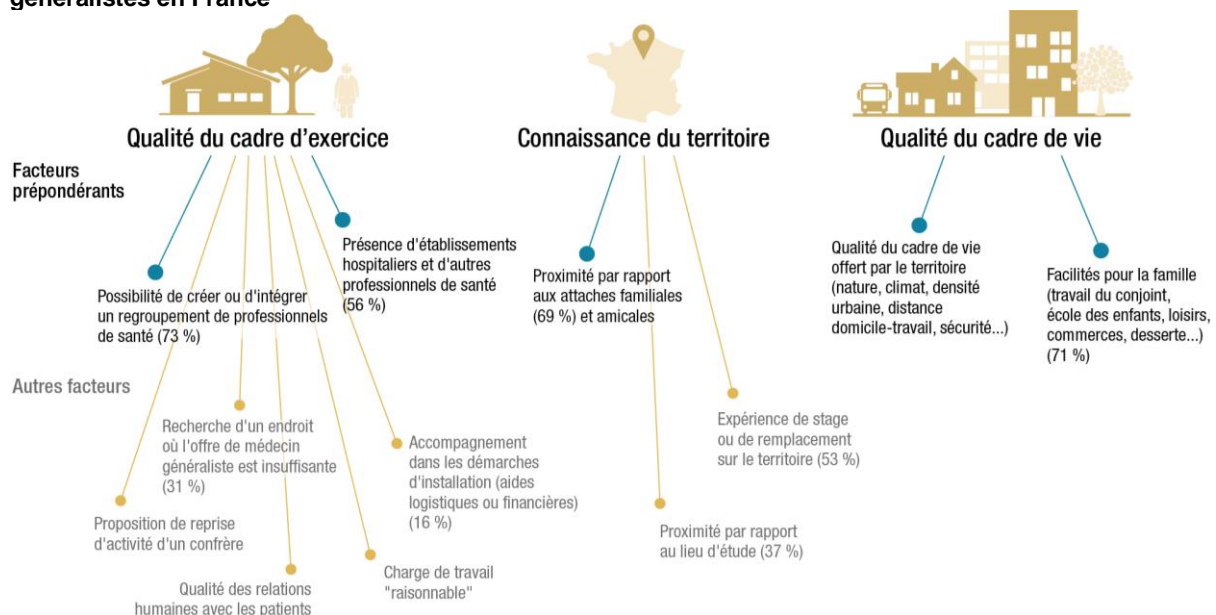 généralistes en France
Qualité du cadre d'exercice
Connaissance du territoire
Qualité du cadre de vie
Facteurs
prépondérants
Possibilité de créer ou d'intégrer
un regroupement de professionnels
de santé (73 %)
Présence d'établissements
hospitaliers et d'autres
professionnels de santé
(56 %)
Proximité par rapport
aux attaches familiales
(69 %) et amicales
Qualité du cadre de vie
offert par le territoire
(nature, climat, densité
urbaine, distance
domicile-travail, sécurité...)
Facilités pour la famille
(travail du conjoint,
école des enfants, loisirs,
commerces, desserte...)
(71 %)
Autres facteurs
Proposition de reprise
d'activité d'un confrère
Recherche d'un endroit
où l'offre de médecin
généraliste est insuffisante
(31 %)
Qualité des relations
humaines avec les patients
Charge de travail
"raisonnable"
Accompagnement
dans les démarches
d'installation (aides
logistiques ou financières)
(16 %)
Proximité par rapport
au lieu d'étude (37 %)
Expérience de stage
ou de remplacement
sur le territoire (53 %)